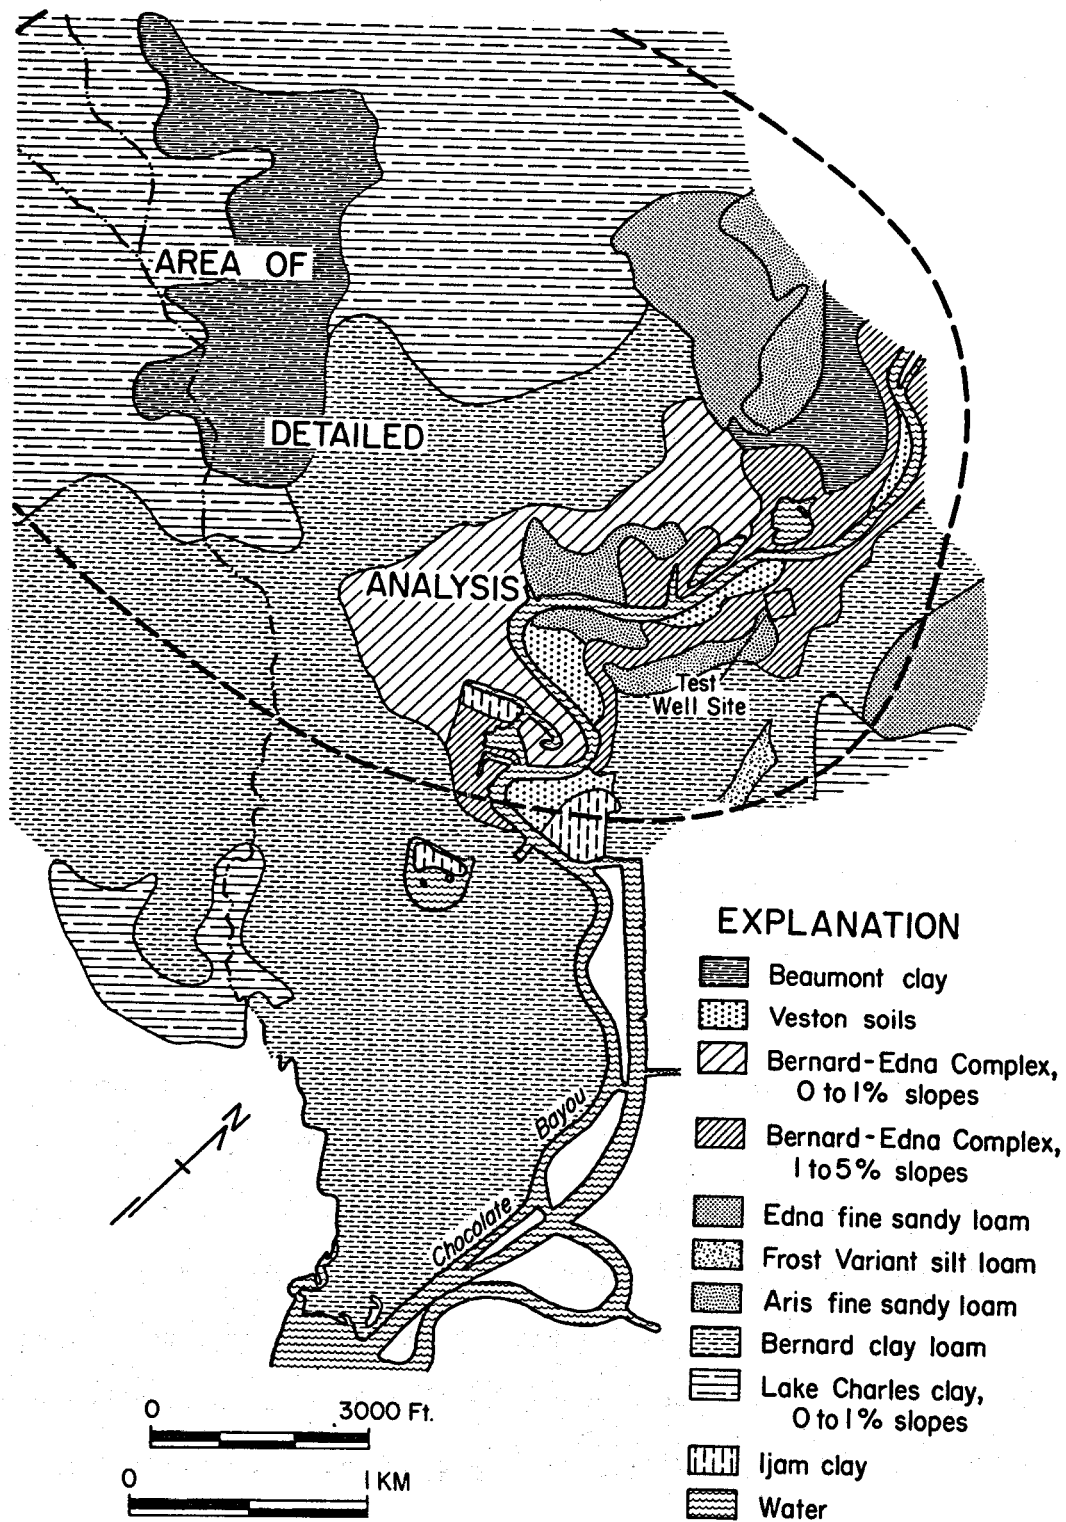 AREA OF
DETAILED
ANALYSIS
Test
Well Site
Bayou
Chocolate
N
EXPLANATION
Beaumont clay
Veston soils
Bernard-Edna Complex,
0 to 1% slopes
Bernard-Edna Complex,
1 to 5% slopes
Edna fine sandy loam
Frost Variant silt loam
Aris fine sandy loam
Bernard clay loam
Lake Charles clay,
0 to 1% slopes
Ijam clay
Water
0 3000 Ft.
0 1 KM